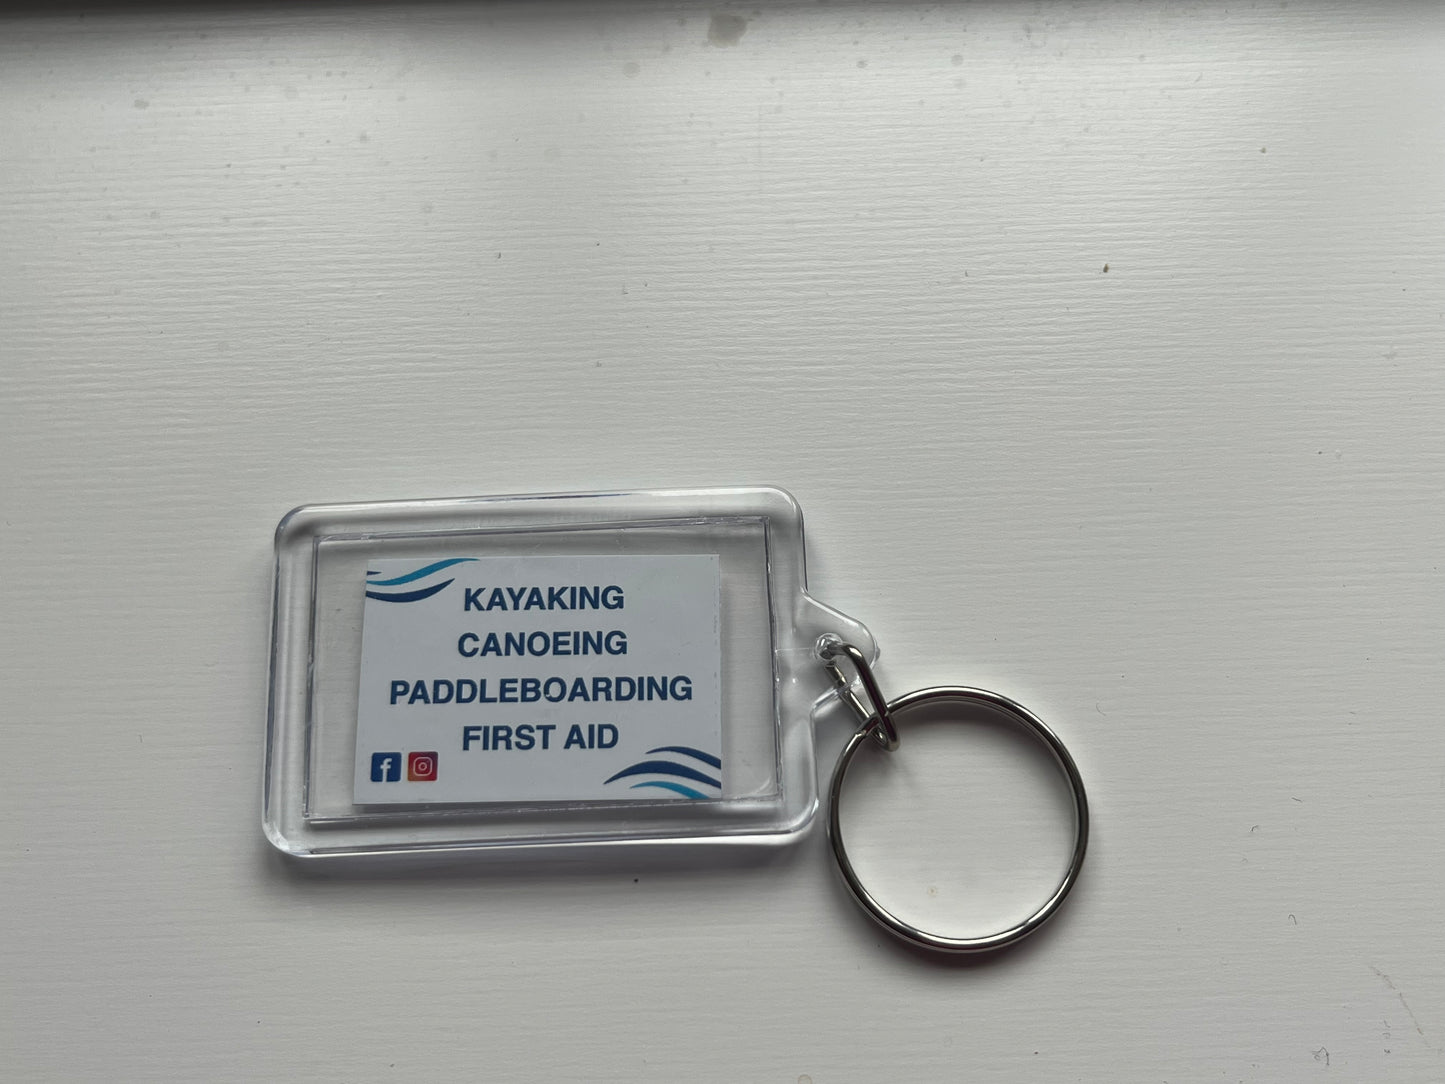 KAYAKING
CANOEING
PADDLEBOARDING
FIRST AID